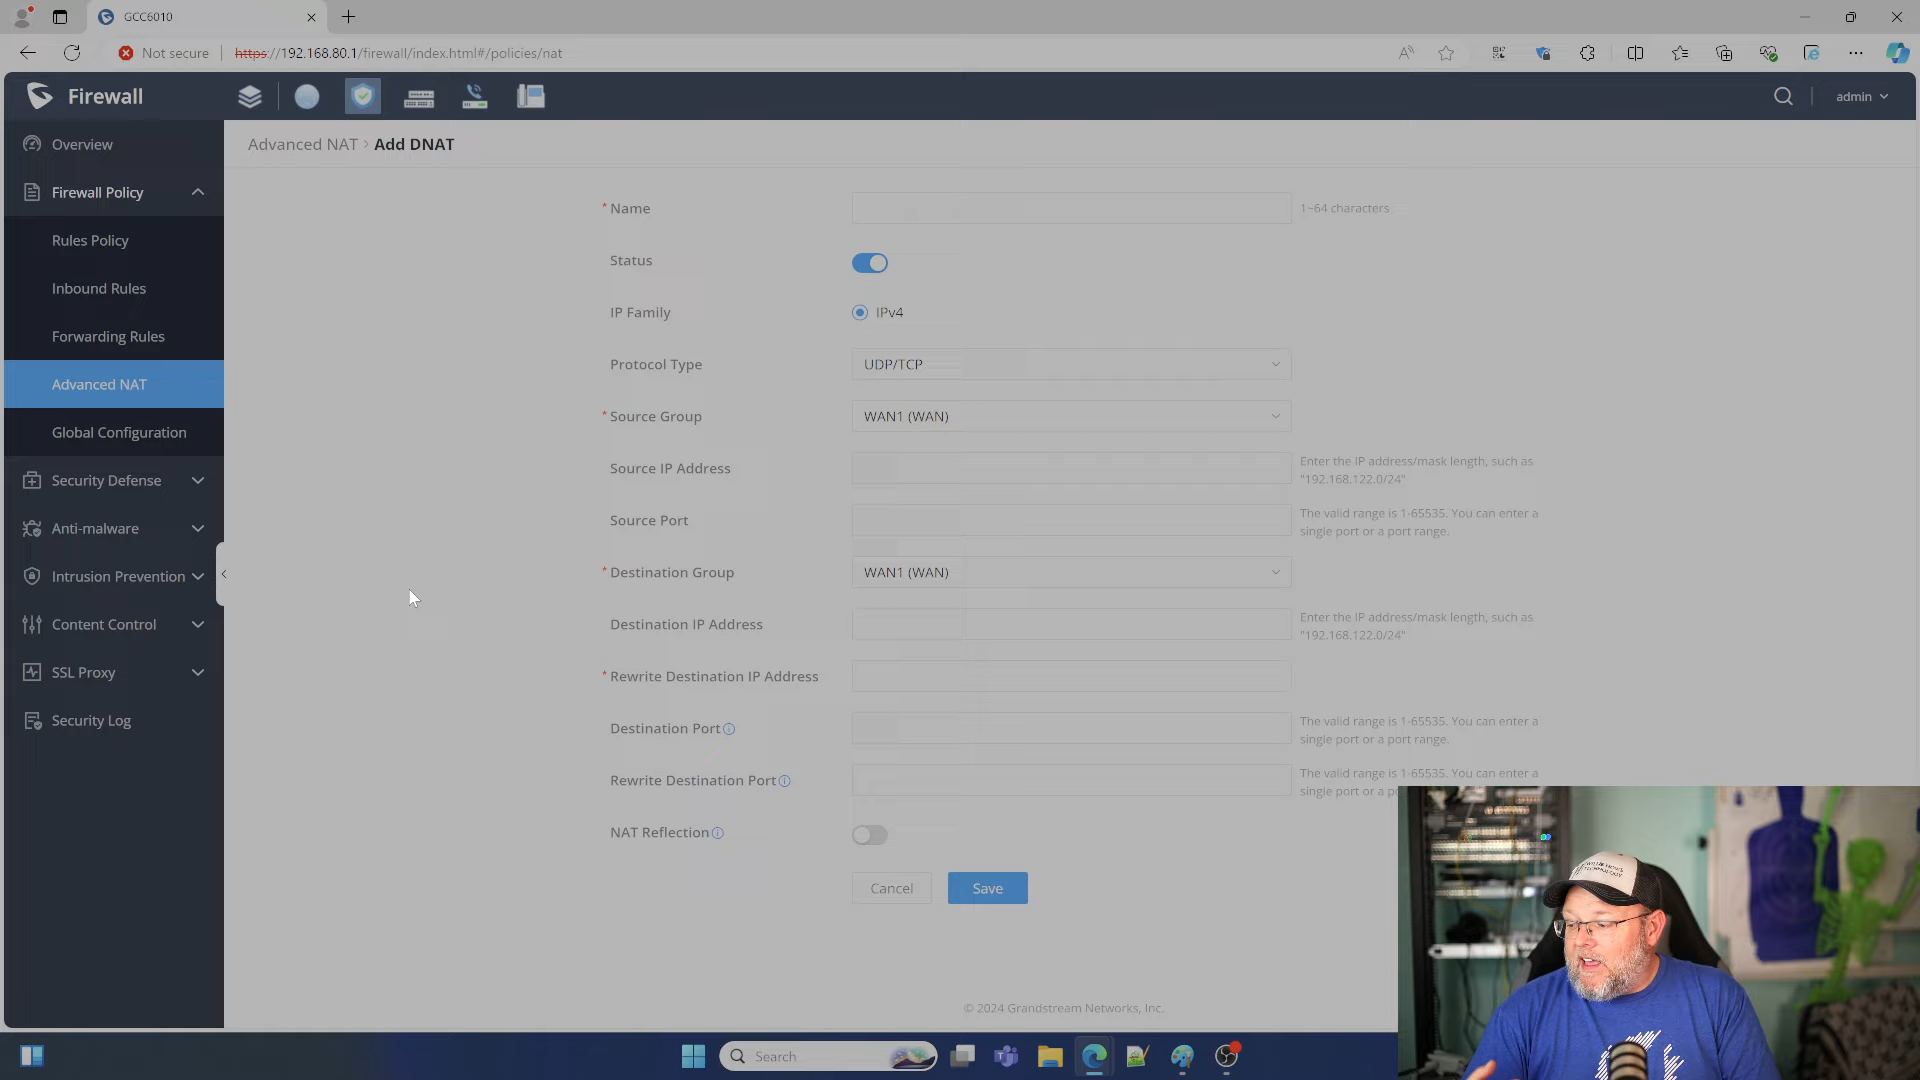 GCC6010
Not secure
https://192.168.80.1/firewall/index.html#/policies/nat
Firewall
admin
Overview
Firewall Policy
Rules Policy
Inbound Rules
Forwarding Rules
Advanced NAT
Global Configuration
Security Defense
Anti-malware
Intrusion Prevention
Content Control
SSL Proxy
Security Log
Advanced NAT > Add DNAT
* Name
1~64 characters
Status
IP Family
IPv4
Protocol Type
UDP/TCP
* Source Group
WAN1 (WAN)
Source IP Address
Enter the IP address/mask length, such as
"192.168.122.0/24"
Source Port
The valid range is 1-65535. You can enter a
single port or a port range.
* Destination Group
WAN1 (WAN)
Destination IP Address
Enter the IP address/mask length, such as
"192.168.122.0/24"
* Rewrite Destination IP Address
Destination Port
The valid range is 1-65535. You can enter a
single port or a port range.
Rewrite Destination Port
The valid range is 1-65535. You can enter a
single port or a
NAT Reflection
Cancel
Save
© 2024 Grandstream Networks, Inc.
Search